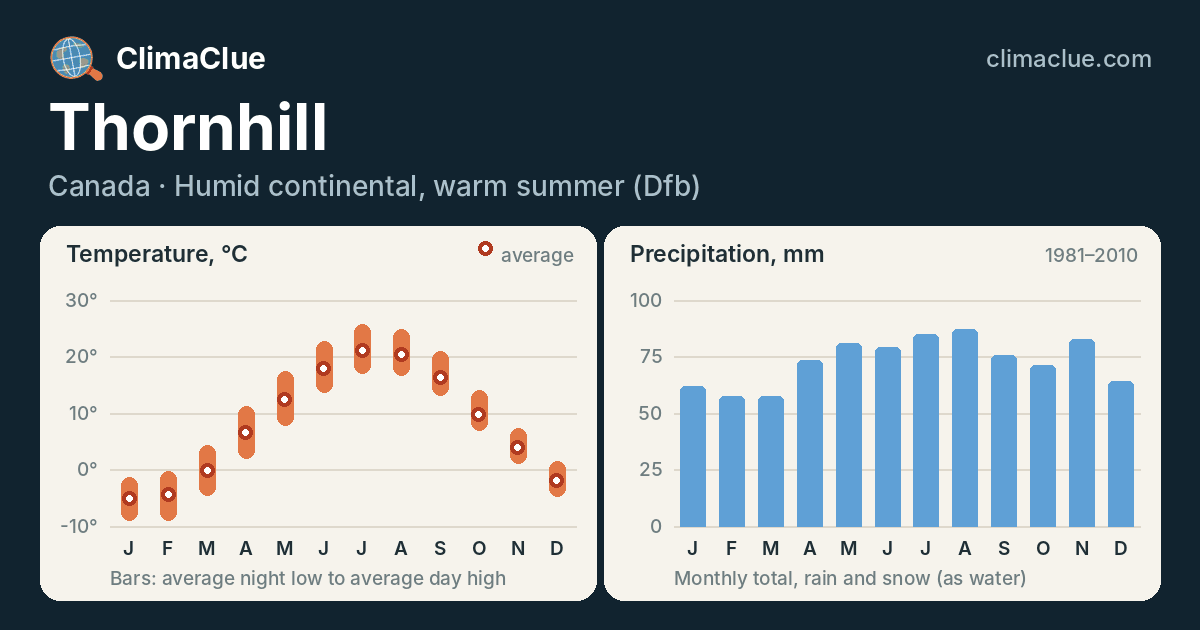 ClimaClue
climaclue.com
Thornhill
Canada · Humid continental, warm summer (Dfb)
Temperature, °C
average
30°
20°
10°
0°
-10°
J F M A M J J A S O N D
Bars: average night low to average day high
Precipitation, mm
1981–2010
100
75
50
25
0
J F M A M J J A S O N D
Monthly total, rain and snow (as water)